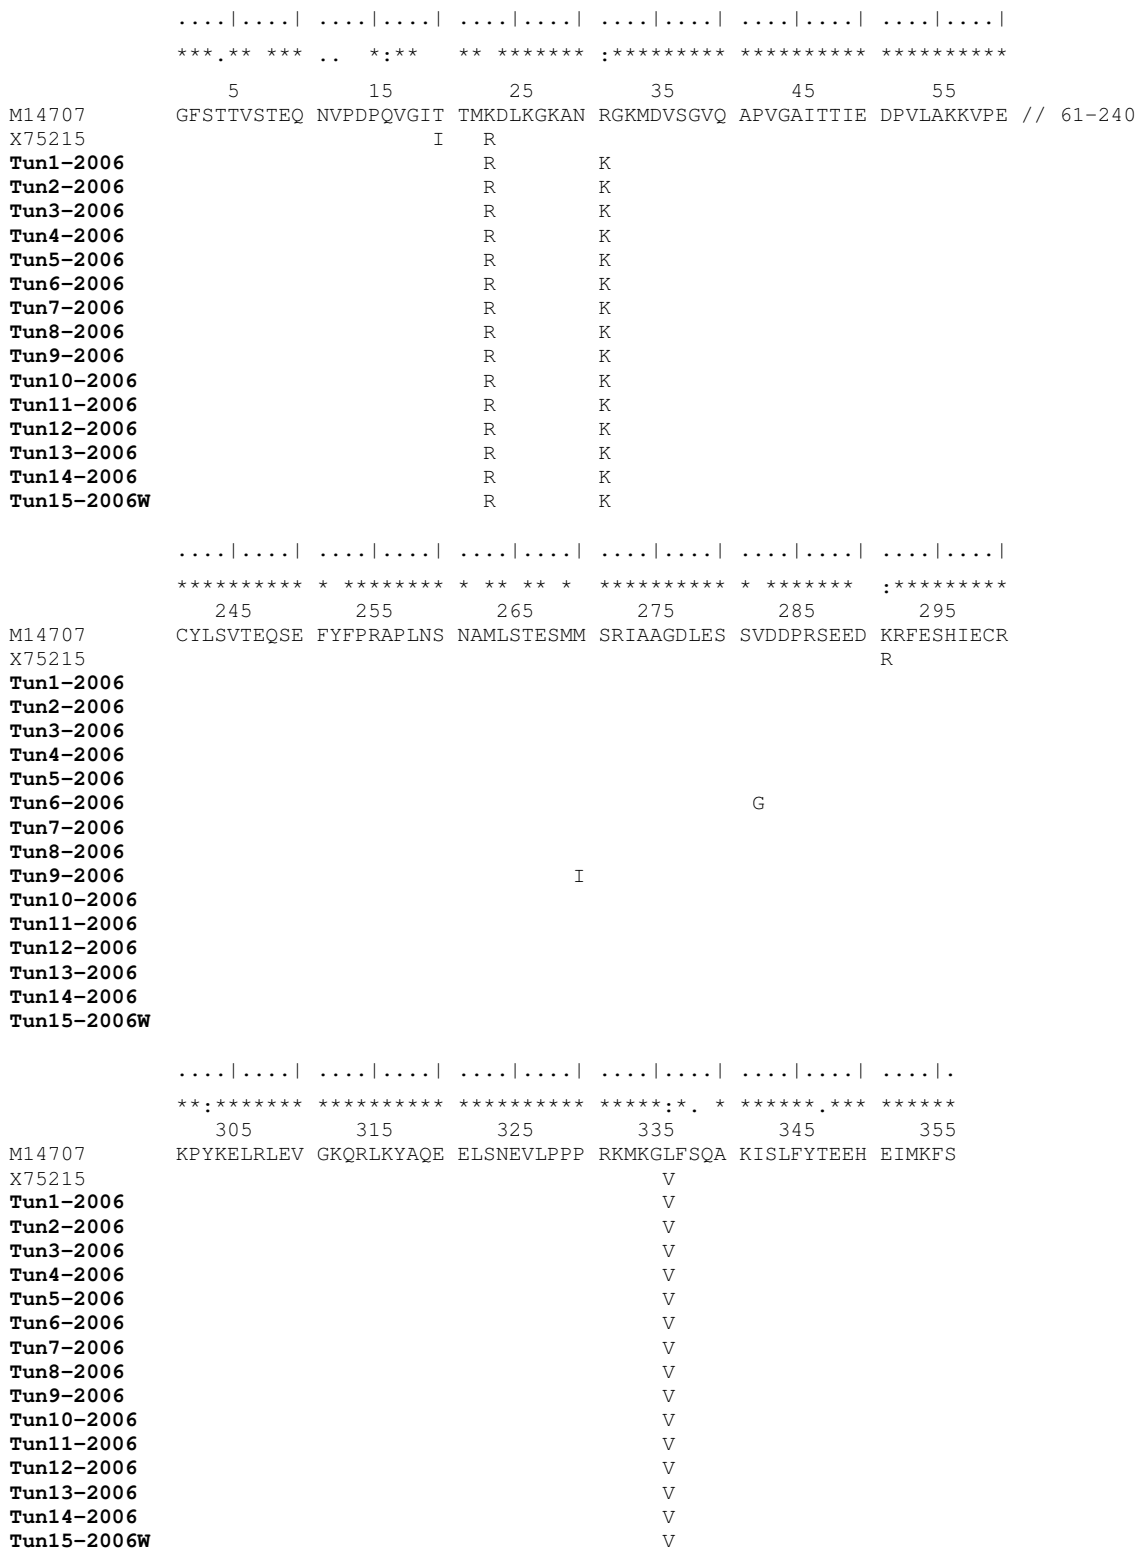 ....|....| ....|....| ....|....| ....|....| ....|....| ....|....|
***.** *** .. *:** ** ******* :********* ********** **********
5 15 25 35 45 55
M14707 GFSTTVSTEQ NVPDPQVGIT TMKDLKGKAN RGKMDVSGVQ APVGAITTIE DPVLAKKVPE // 61-240
X75215 I R
Tun1-2006 R K
Tun2-2006 R K
Tun3-2006 R K
Tun4-2006 R K
Tun5-2006 R K
Tun6-2006 R K
Tun7-2006 R K
Tun8-2006 R K
Tun9-2006 R K
Tun10-2006 R K
Tun11-2006 R K
Tun12-2006 R K
Tun13-2006 R K
Tun14-2006 R K
Tun15-2006W R K
....|....| ....|....| ....|....| ....|....| ....|....| ....|....|
********** * ******** * ** ** * ********** * ******* :*********
245 255 265 275 285 295
M14707 CYLSVTEQSE FYFPRAPLNS NAMLSTESMM SRIAAGDLES SVDDPRSEED KRFESHIECR
X75215 R
Tun1-2006
Tun2-2006
Tun3-2006
Tun4-2006
Tun5-2006
Tun6-2006 G
Tun7-2006
Tun8-2006
Tun9-2006 I
Tun10-2006
Tun11-2006
Tun12-2006
Tun13-2006
Tun14-2006
Tun15-2006W
....|....| ....|....| ....|....| ....|....| ....|....| ....|.
**:******* ********** ********** *****:*. * ******.*** ******
305 315 325 335 345 355
M14707 KPYKELRLEV GKQRLKYAQE ELSNEVLPPP RKMKGLFSQA KISLFYTEEH EIMKFS
X75215 V
Tun1-2006 V
Tun2-2006 V
Tun3-2006 V
Tun4-2006 V
Tun5-2006 V
Tun6-2006 V
Tun7-2006 V
Tun8-2006 V
Tun9-2006 V
Tun10-2006 V
Tun11-2006 V
Tun12-2006 V
Tun13-2006 V
Tun14-2006 V
Tun15-2006W V